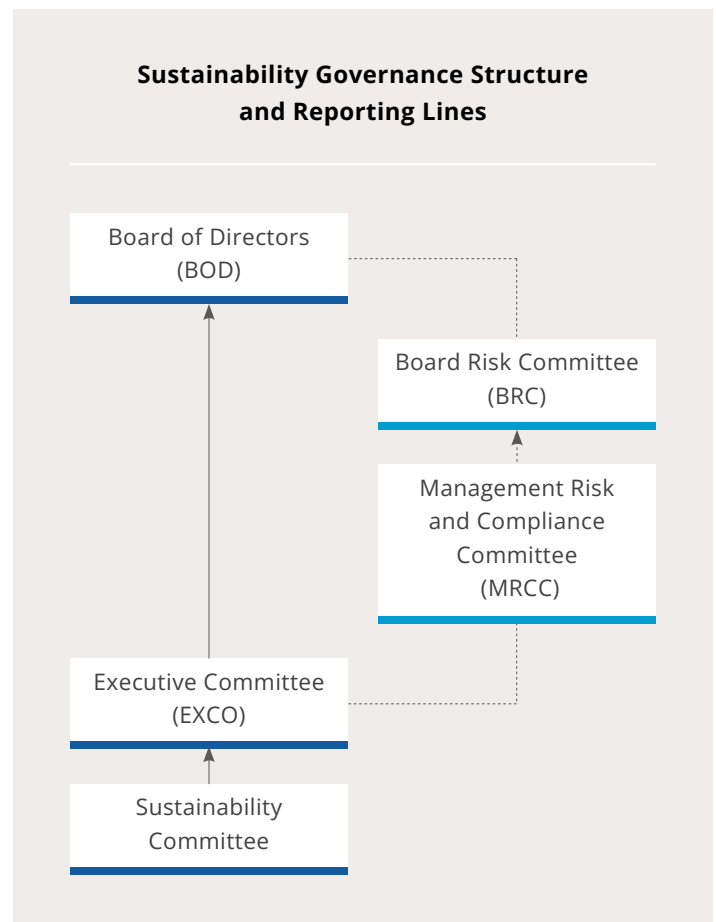 Sustainability Governance Structure
and Reporting Lines
Board of Directors
(BOD)
Board Risk Committee
(BRC)
Management Risk
and Compliance
Committee
(MRCC)
Executive Committee
(EXCO)
Sustainability
Committee